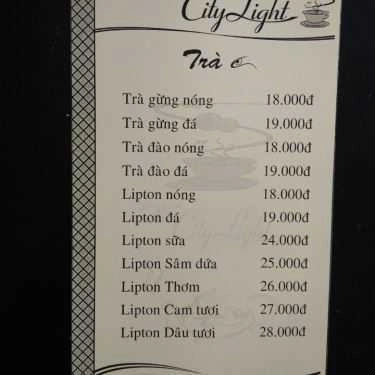 City Light
Trà
Trà gừng nóng 18.000đ
Trà gừng đá 19.000đ
Trà đào nóng 18.000đ
Trà đào đá 19.000đ
Lipton nóng 18.000đ
Lipton đá 19.000đ
Lipton sữa 24.000đ
Lipton Sâm dứa 25.000đ
Lipton Thơm 26.000đ
Lipton Cam tươi 27.000đ
Lipton Dâu tươi 28.000đ